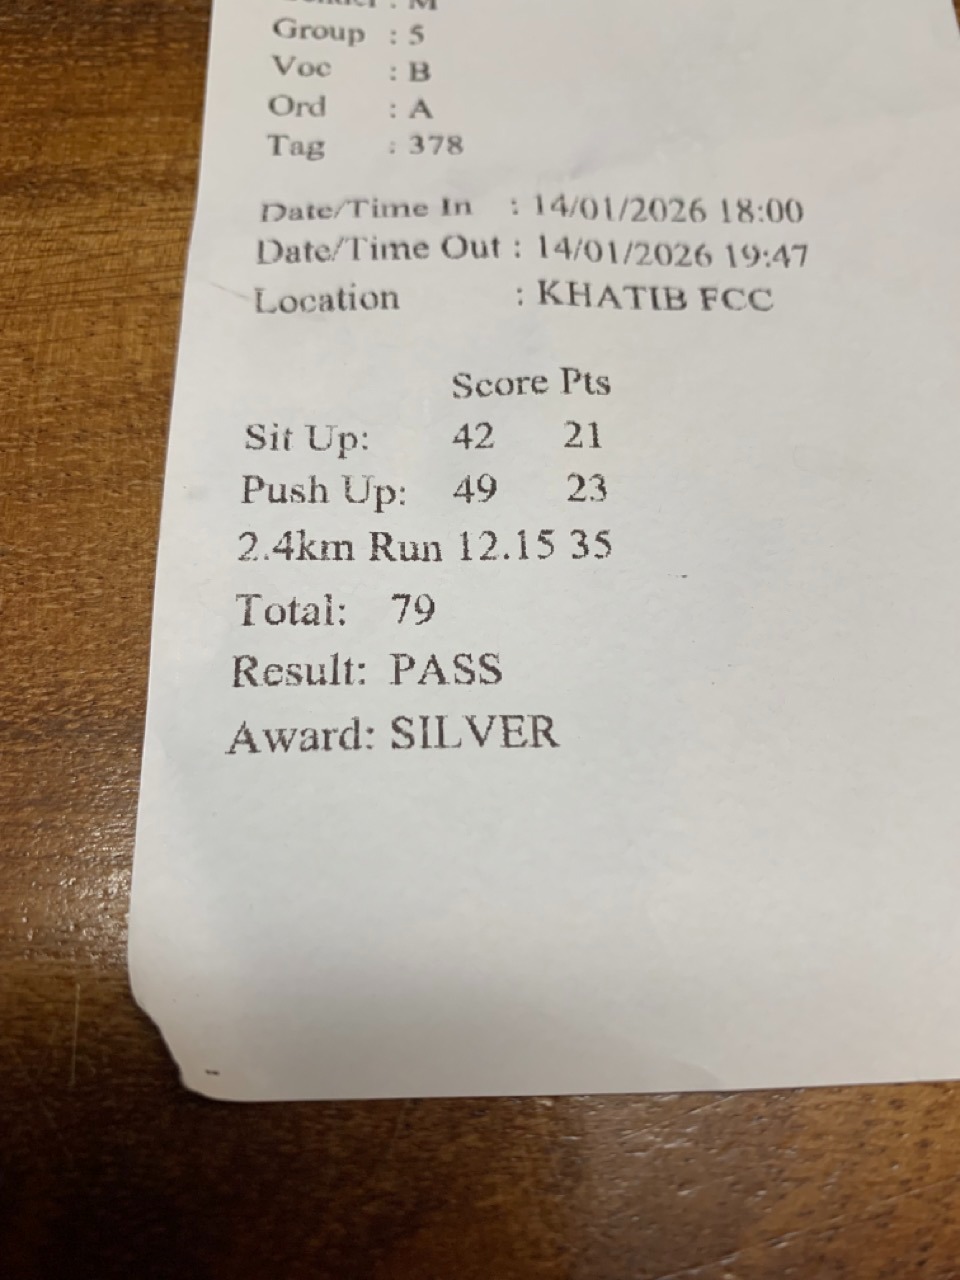 : M
Group : 5
Voc : B
Ord : A
Tag : 378
Date/Time In : 14/01/2026 18:00
Date/Time Out : 14/01/2026 19:47
Location : KHATIB FCC
Score Pts
Sit Up: 42 21
Push Up: 49 23
2.4km Run 12.15 35
Total: 79
Result: PASS
Award: SILVER